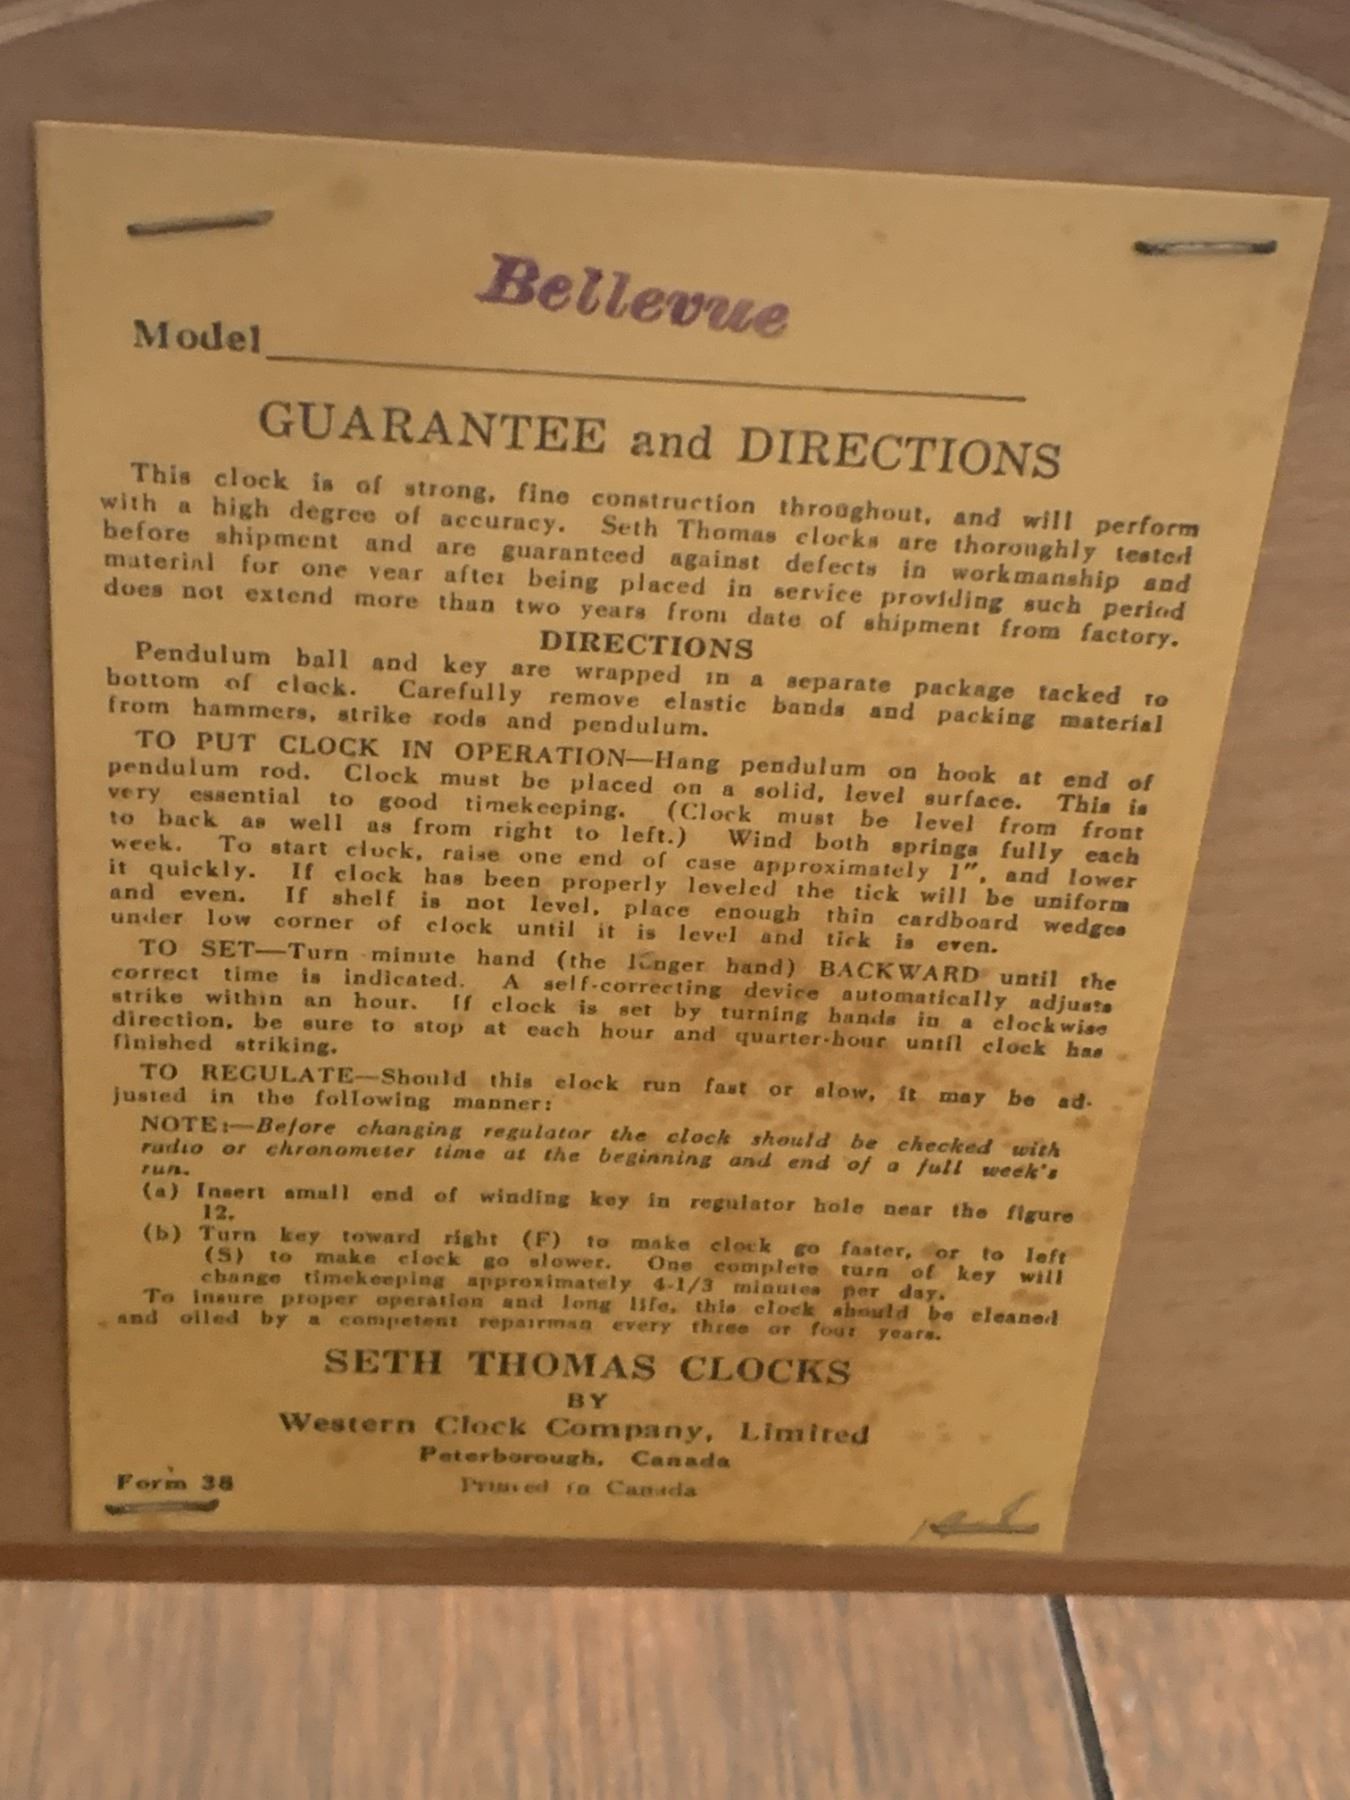 Bellevue
Model
GUARANTEE and DIRECTIONS
This clock is of strong, fine construction throughout, and will perform
with a high degree of accuracy. Seth Thomas clocks are thoroughly tested
before shipment and are guaranteed against defects in workmanship and
material for one year after being placed in service providing such period
does not extend more than two years from date of shipment from factory.
DIRECTIONS
Pendulum ball and key are wrapped in a separate package tacked to
bottom of clock. Carefully remove elastic bands and packing material
from hammers, strike rods and pendulum.
TO PUT CLOCK IN OPERATION—Hang pendulum on hook at end of
pendulum rod. Clock must be placed on a solid, level surface. This is
very essential to good timekeeping. (Clock must be level from front
to back as well as from right to left.) Wind both springs fully each
week. To start clock, raise one end of case approximately 1", and lower
it quickly. If clock has been properly leveled the tick will be uniform
and even. If shelf is not level, place enough thin cardboard wedges
under low corner of clock until it is level and tick is even.
TO SET—Turn minute hand (the longer hand) BACKWARD until the
correct time is indicated. A self-correcting device automatically adjusts
strike within an hour. If clock is set by turning hands in a clockwise
direction, be sure to stop at each hour and quarter-hour until clock has
finished striking.
TO REGULATE—Should this clock run fast or slow, it may be ad-
justed in the following manner:
NOTE:—Before changing regulator the clock should be checked with
radio or chronometer time at the beginning and end of a full week's
run.
(a) Insert small end of winding key in regulator hole near the figure
12.
(b) Turn key toward right (F) to make clock go faster, or to left
(S) to make clock go slower. One complete turn of key will
change timekeeping approximately 4-1/3 minutes per day.
To insure proper operation and long life, this clock should be cleaned
and oiled by a competent repairman every three or four years.
SETH THOMAS CLOCKS
BY
Western Clock Company, Limited
Peterborough, Canada
Form 38
Printed in Canada